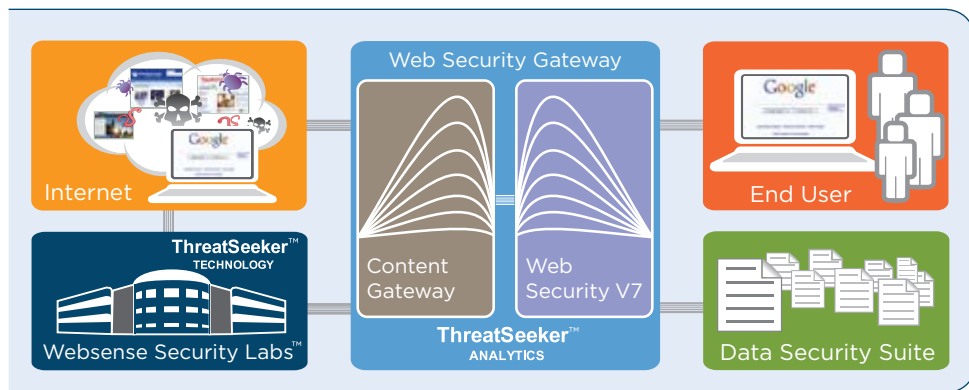 Google
Internet
ThreatSeeker™
TECHNOLOGY
Websense Security Labs™
Web Security Gateway
Content
Gateway
Web
Security V7
ThreatSeeker™
ANALYTICS
Google
End User
Data Security Suite